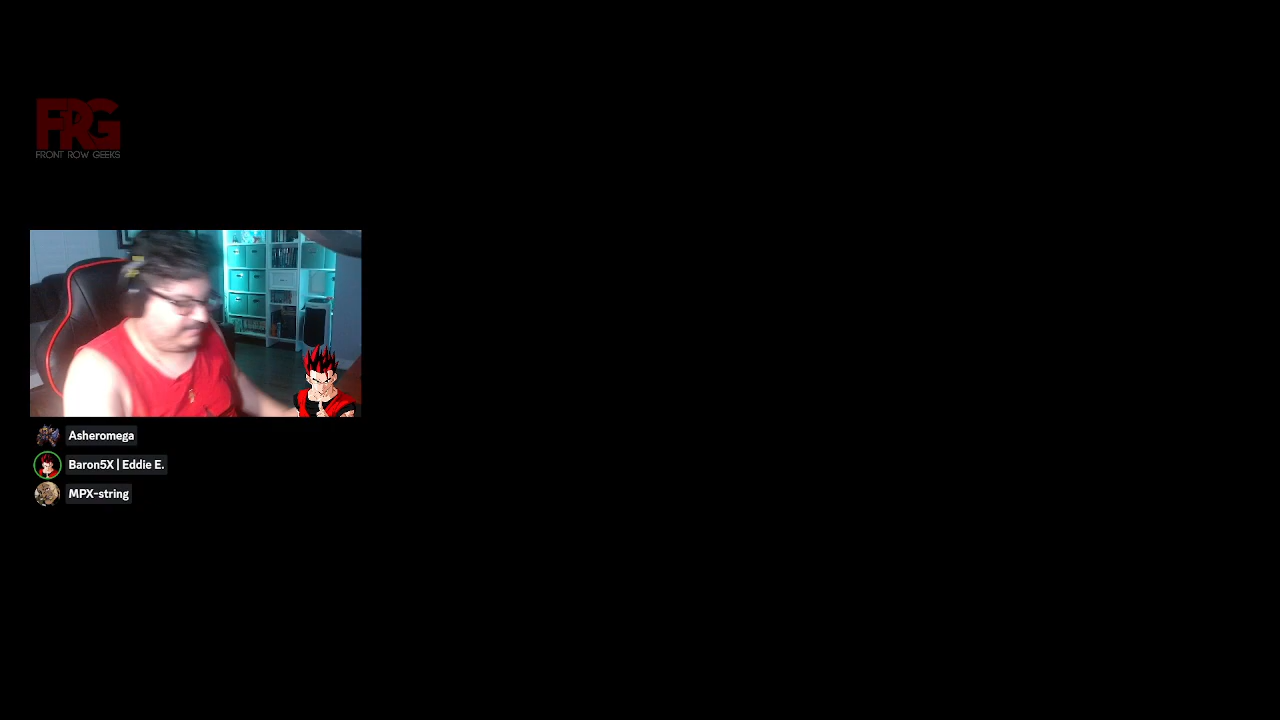 FRG
FRONT ROW GEEKS
Asheromega
Baron5X | Eddie E.
MPX-string